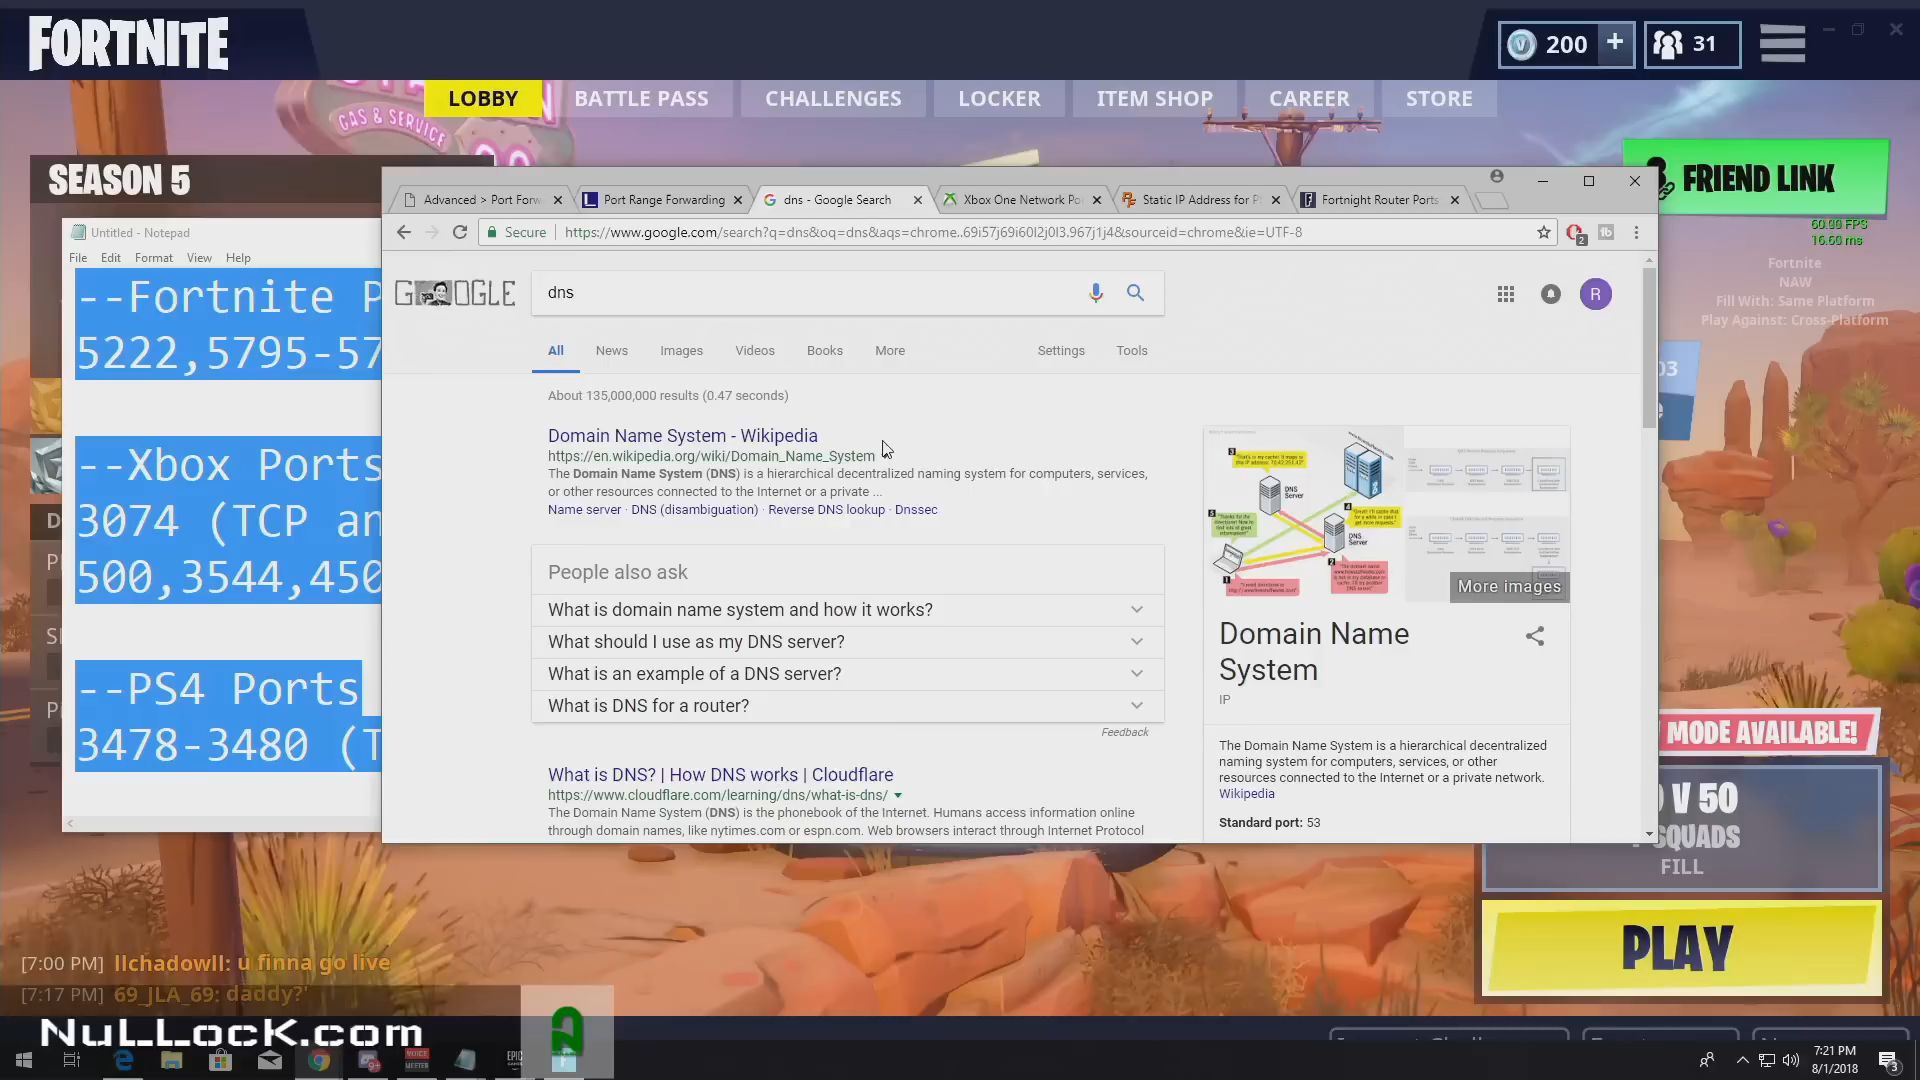 FORTNITE
200 +
31
LOBBY
BATTLE PASS
CHALLENGES
LOCKER
ITEM SHOP
CAREER
STORE
GAS & SERVICE
SEASON 5
FRIEND LINK
60.00 FPS
16.60 ms
Fortnite
NAW
Fill With: Same Platform
Play Against: Cross-Platform
Untitled - Notepad
File Edit Format View Help
--Fortnite P
5222,5795-57
--Xbox Ports
3074 (TCP an
500,3544,450
--PS4 Ports
3478-3480 (T
Advanced > Port Forw
Port Range Forwarding
dns - Google Search
Xbox One Network Po
Static IP Address for P
Fortnight Router Ports
Secure
https://www.google.com/search?q=dns&oq=dns&aqs=chrome..69i57j69i60l2j0l3.967j1j4&sourceid=chrome&ie=UTF-8
2
GOOGLE
dns
R
All News Images Videos Books More Settings Tools
About 135,000,000 results (0.47 seconds)
Domain Name System - Wikipedia
https://en.wikipedia.org/wiki/Domain_Name_System
The Domain Name System (DNS) is a hierarchical decentralized naming system for computers, services,
or other resources connected to the Internet or a private ...
Name server · DNS (disambiguation) · Reverse DNS lookup · Dnssec
People also ask
What is domain name system and how it works?
What should I use as my DNS server?
What is an example of a DNS server?
What is DNS for a router?
Feedback
What is DNS? | How DNS works | Cloudflare
https://www.cloudflare.com/learning/dns/what-is-dns/
The Domain Name System (DNS) is the phonebook of the Internet. Humans access information online
through domain names, like nytimes.com or espn.com. Web browsers interact through Internet Protocol
DNS
Server
DNS
Server
More images
Domain Name
System
IP
The Domain Name System is a hierarchical decentralized
naming system for computers, services, or other
resources connected to the Internet or a private network.
Wikipedia
Standard port: 53
03
MODE AVAILABLE!
V 50
SQUADS
FILL
PLAY
[7:00 PM] llchadowll: u finna go live
[7:17 PM] 69_JLA_69: daddy?'
NuLLocK.com
VOICE
MEETER
EPIC
9+
7:21 PM
8/1/2018
3